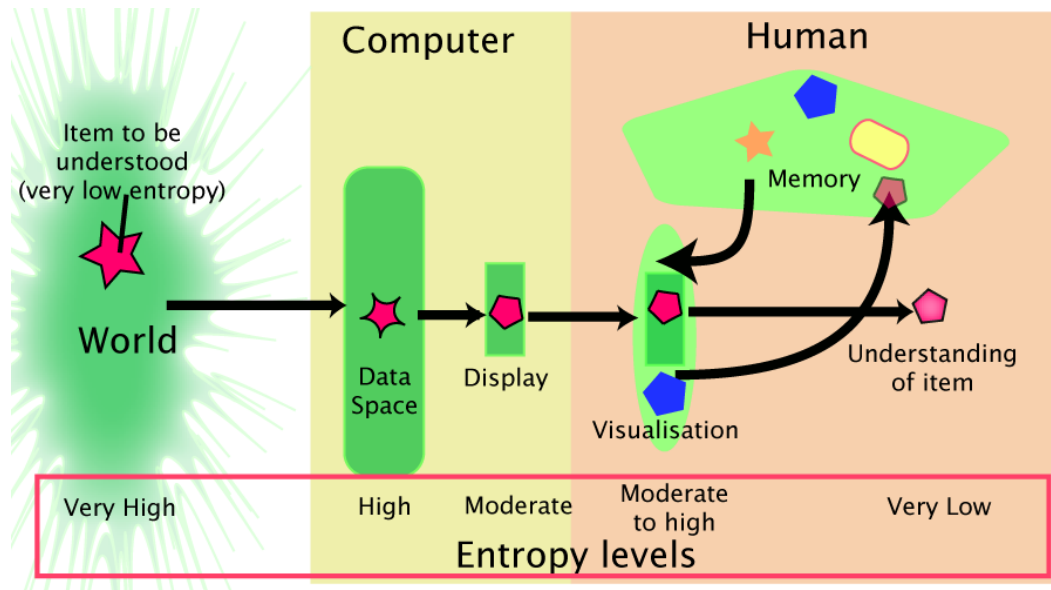 Computer
Human
Item to be
understood
(very low entropy)
Memory
World
Data
Space
Display
Understanding
of item
Visualisation
Very High
High
Moderate
Moderate
to high
Very Low
Entropy levels